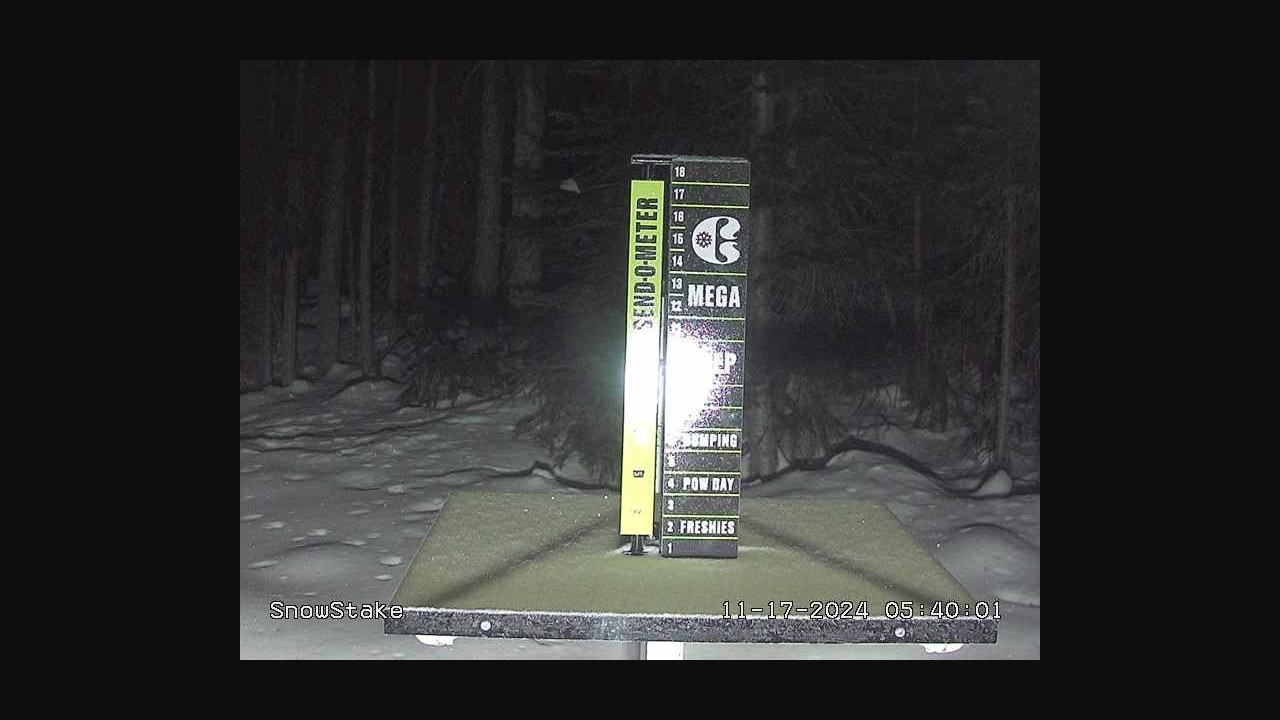 SEND-O-METER
18
17
16
15
14
13
12
MEGA
DUMPING
4 POW DAY
3
2 FRESHIES
1
SnowStake
11-17-2024 05:40:01